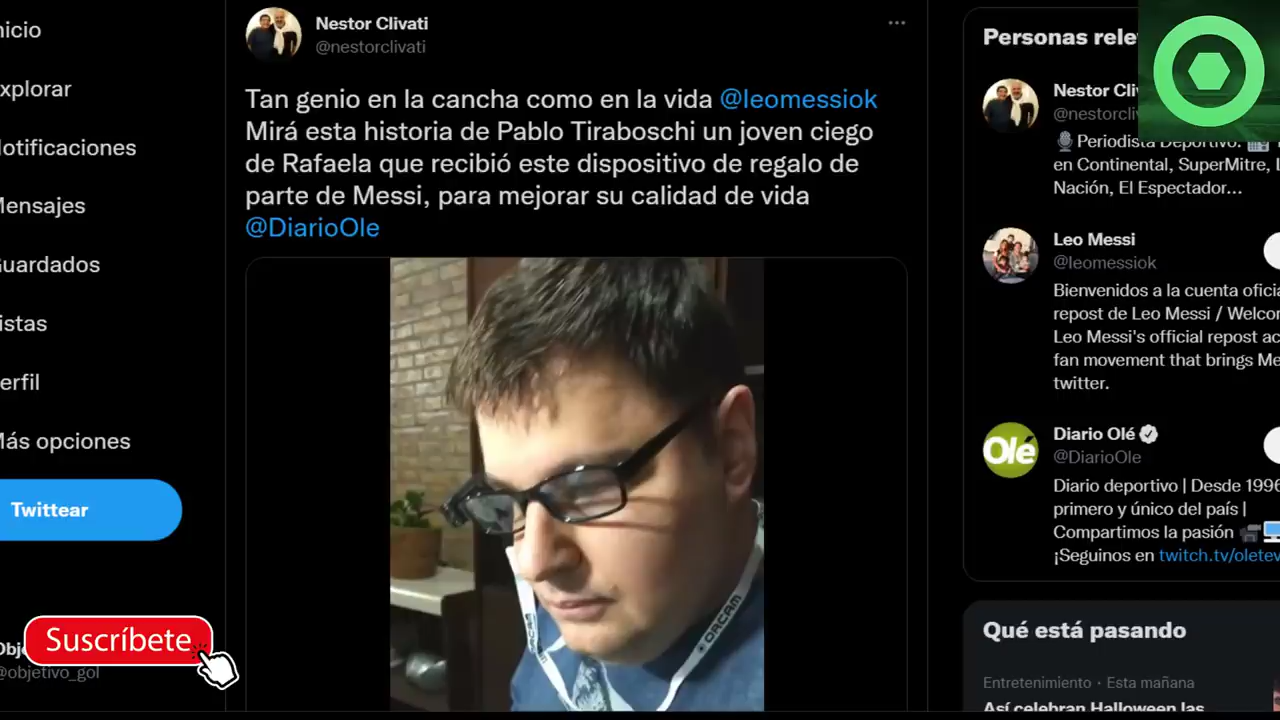 nicio
xplorar
Notificaciones
Mensajes
Guardados
istas
erfil
Más opciones
Twittear
Suscríbete
@objetivo_gol
Nestor Clivati
@nestorclivati
Tan genio en la cancha como en la vida @leomessiok
Mirá esta historia de Pablo Tiraboschi un joven ciego
de Rafaela que recibió este dispositivo de regalo de
parte de Messi, para mejorar su calidad de vida
@DiarioOle
ORCAM
Personas rele
Nestor Cli
@nestorcliv
Periodista Deportivo.
en Continental, SuperMitre, L
Nación, El Espectador...
Leo Messi
@leomessiok
Bienvenidos a la cuenta oficia
repost de Leo Messi / Welcon
Leo Messi's official repost ac
fan movement that brings Me
twitter.
Olé
Diario Olé
@DiarioOle
Diario deportivo | Desde 1996
primero y único del país |
Compartimos la pasión
¡Seguinos en twitch.tv/oletev
Qué está pasando
Entretenimiento · Esta mañana
Así celebran Halloween las